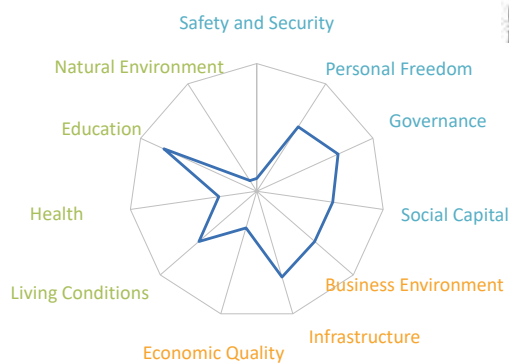 Safety and Security
Natural Environment
Personal Freedom
Education
Governance
Health
Social Capital
Living Conditions
Business Environment
Infrastructure
Economic Quality